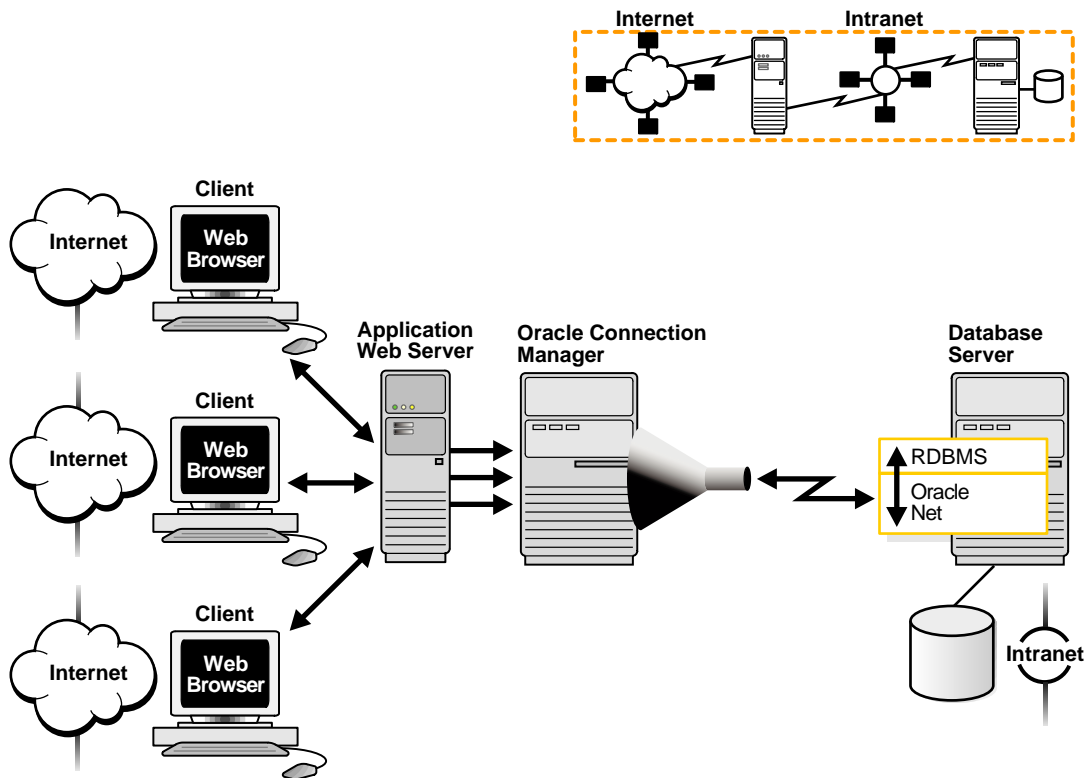 Internet
Intranet
Client
Internet
Web
Browser
Application
Web Server
Oracle Connection
Manager
Database
Server
Client
Internet
Web
Browser
RDBMS
Oracle
Net
Client
Internet
Web
Browser
Intranet